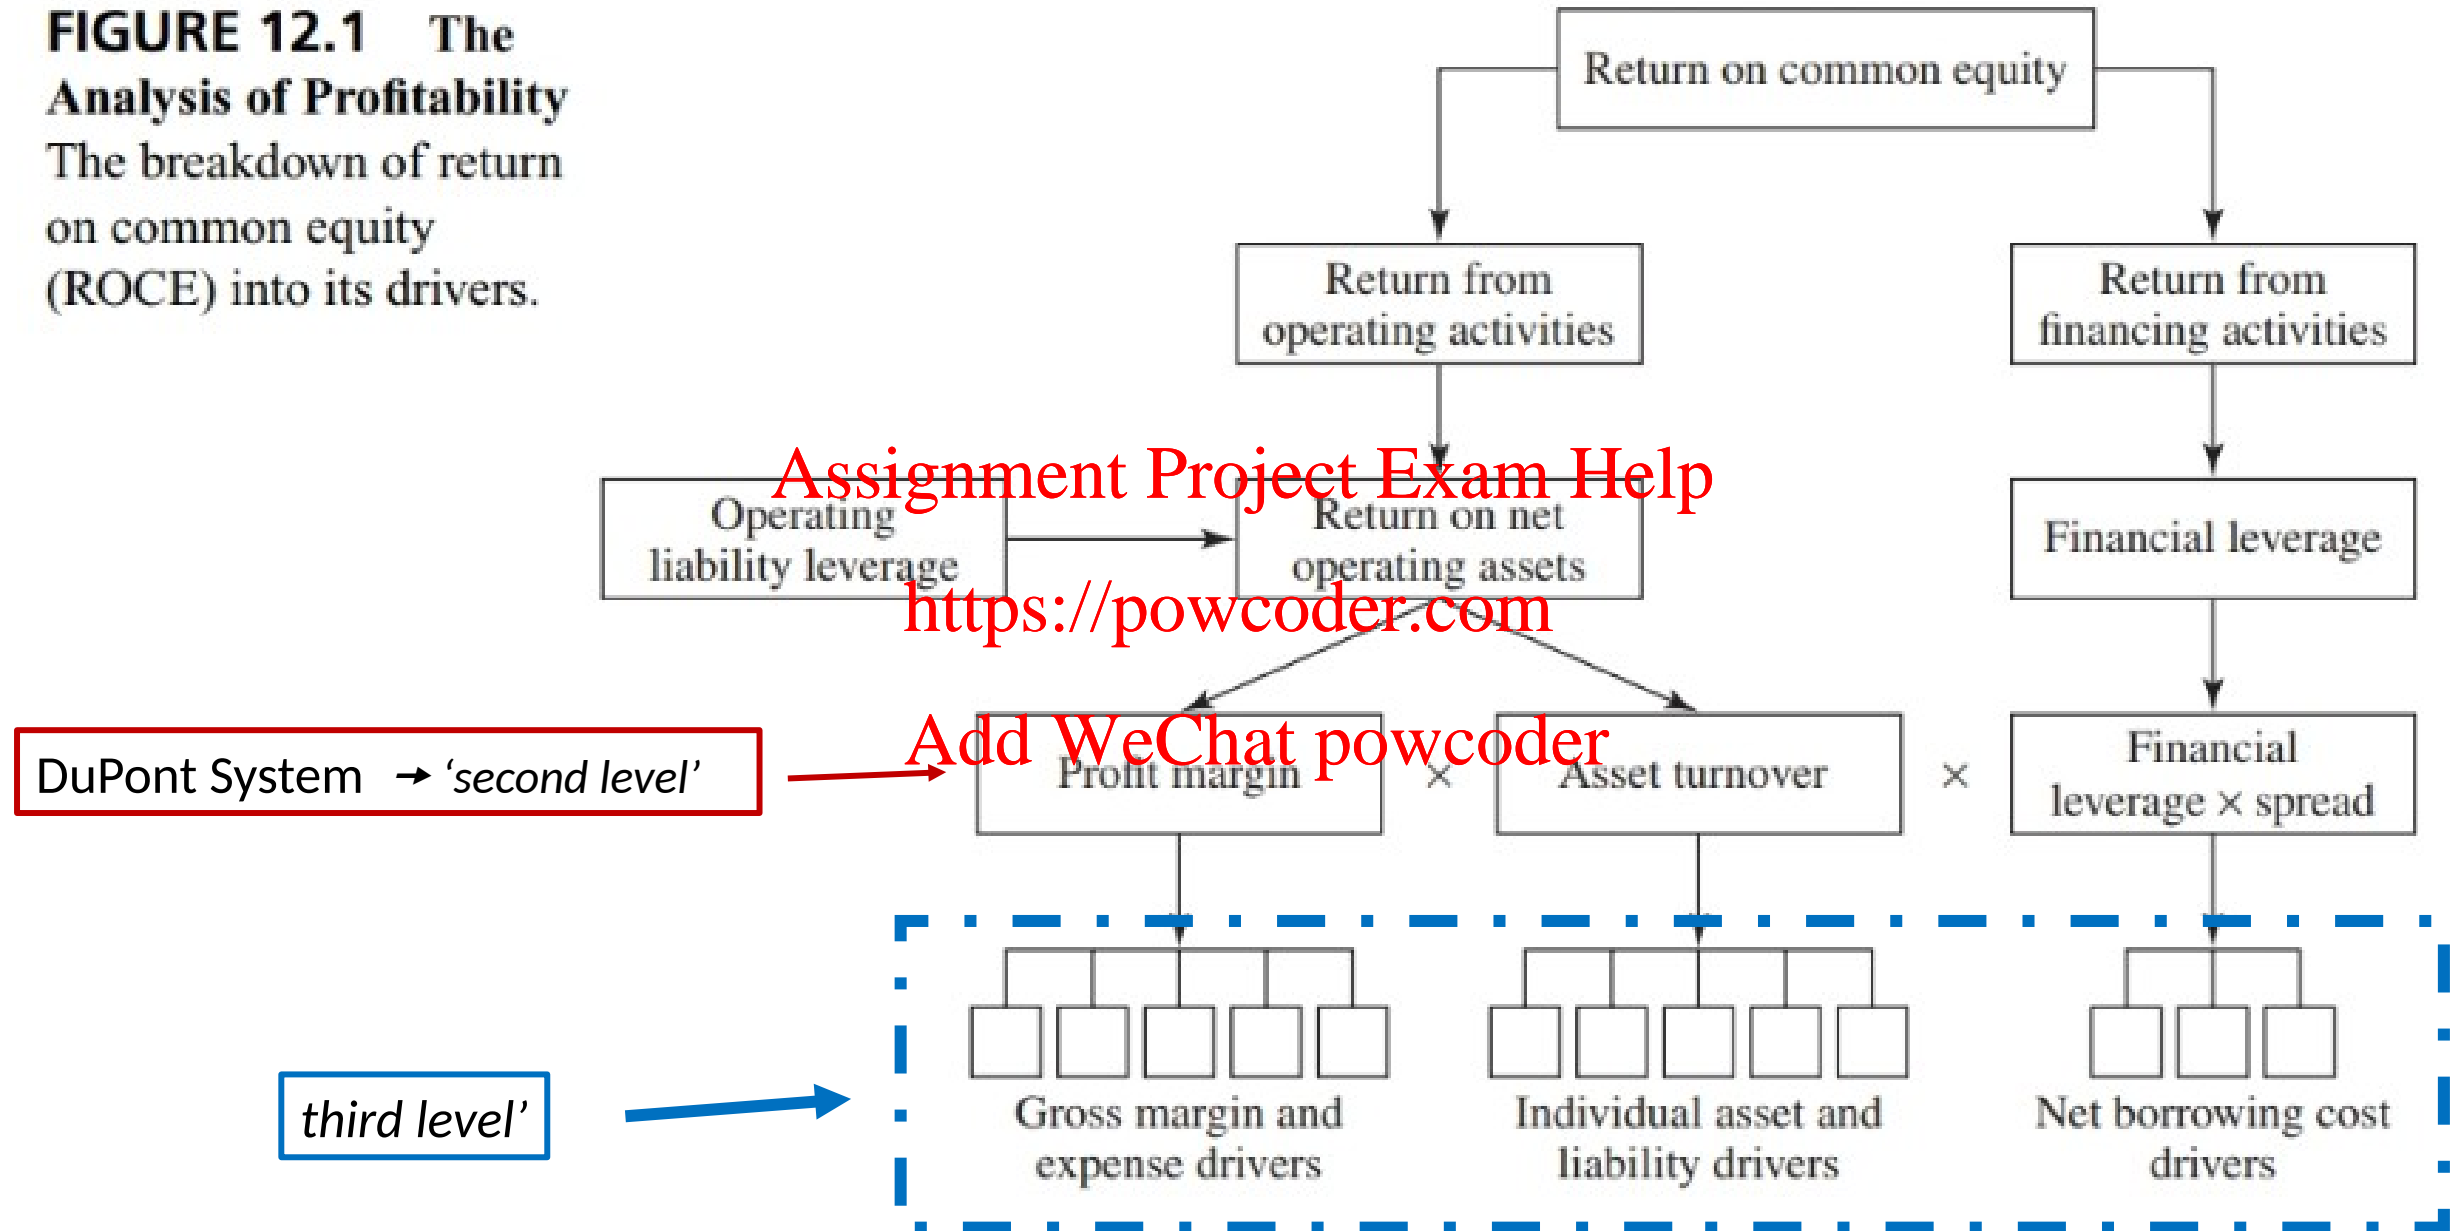 FIGURE 12.1 The
Analysis of Profitability
The breakdown of return
on common equity
(ROCE) into its drivers.
Return on common equity
Return from
operating activities
Return from
financing activities
Assignment Project Exam Help
Operating
liability leverage
Return on net
operating assets
Financial leverage
https://powcoder.com
Add WeChat powcoder
DuPont System → ‘second level’
Profit margin
×
Asset turnover
×
Financial
leverage × spread
third level’
Gross margin and
expense drivers
Individual asset and
liability drivers
Net borrowing cost
drivers